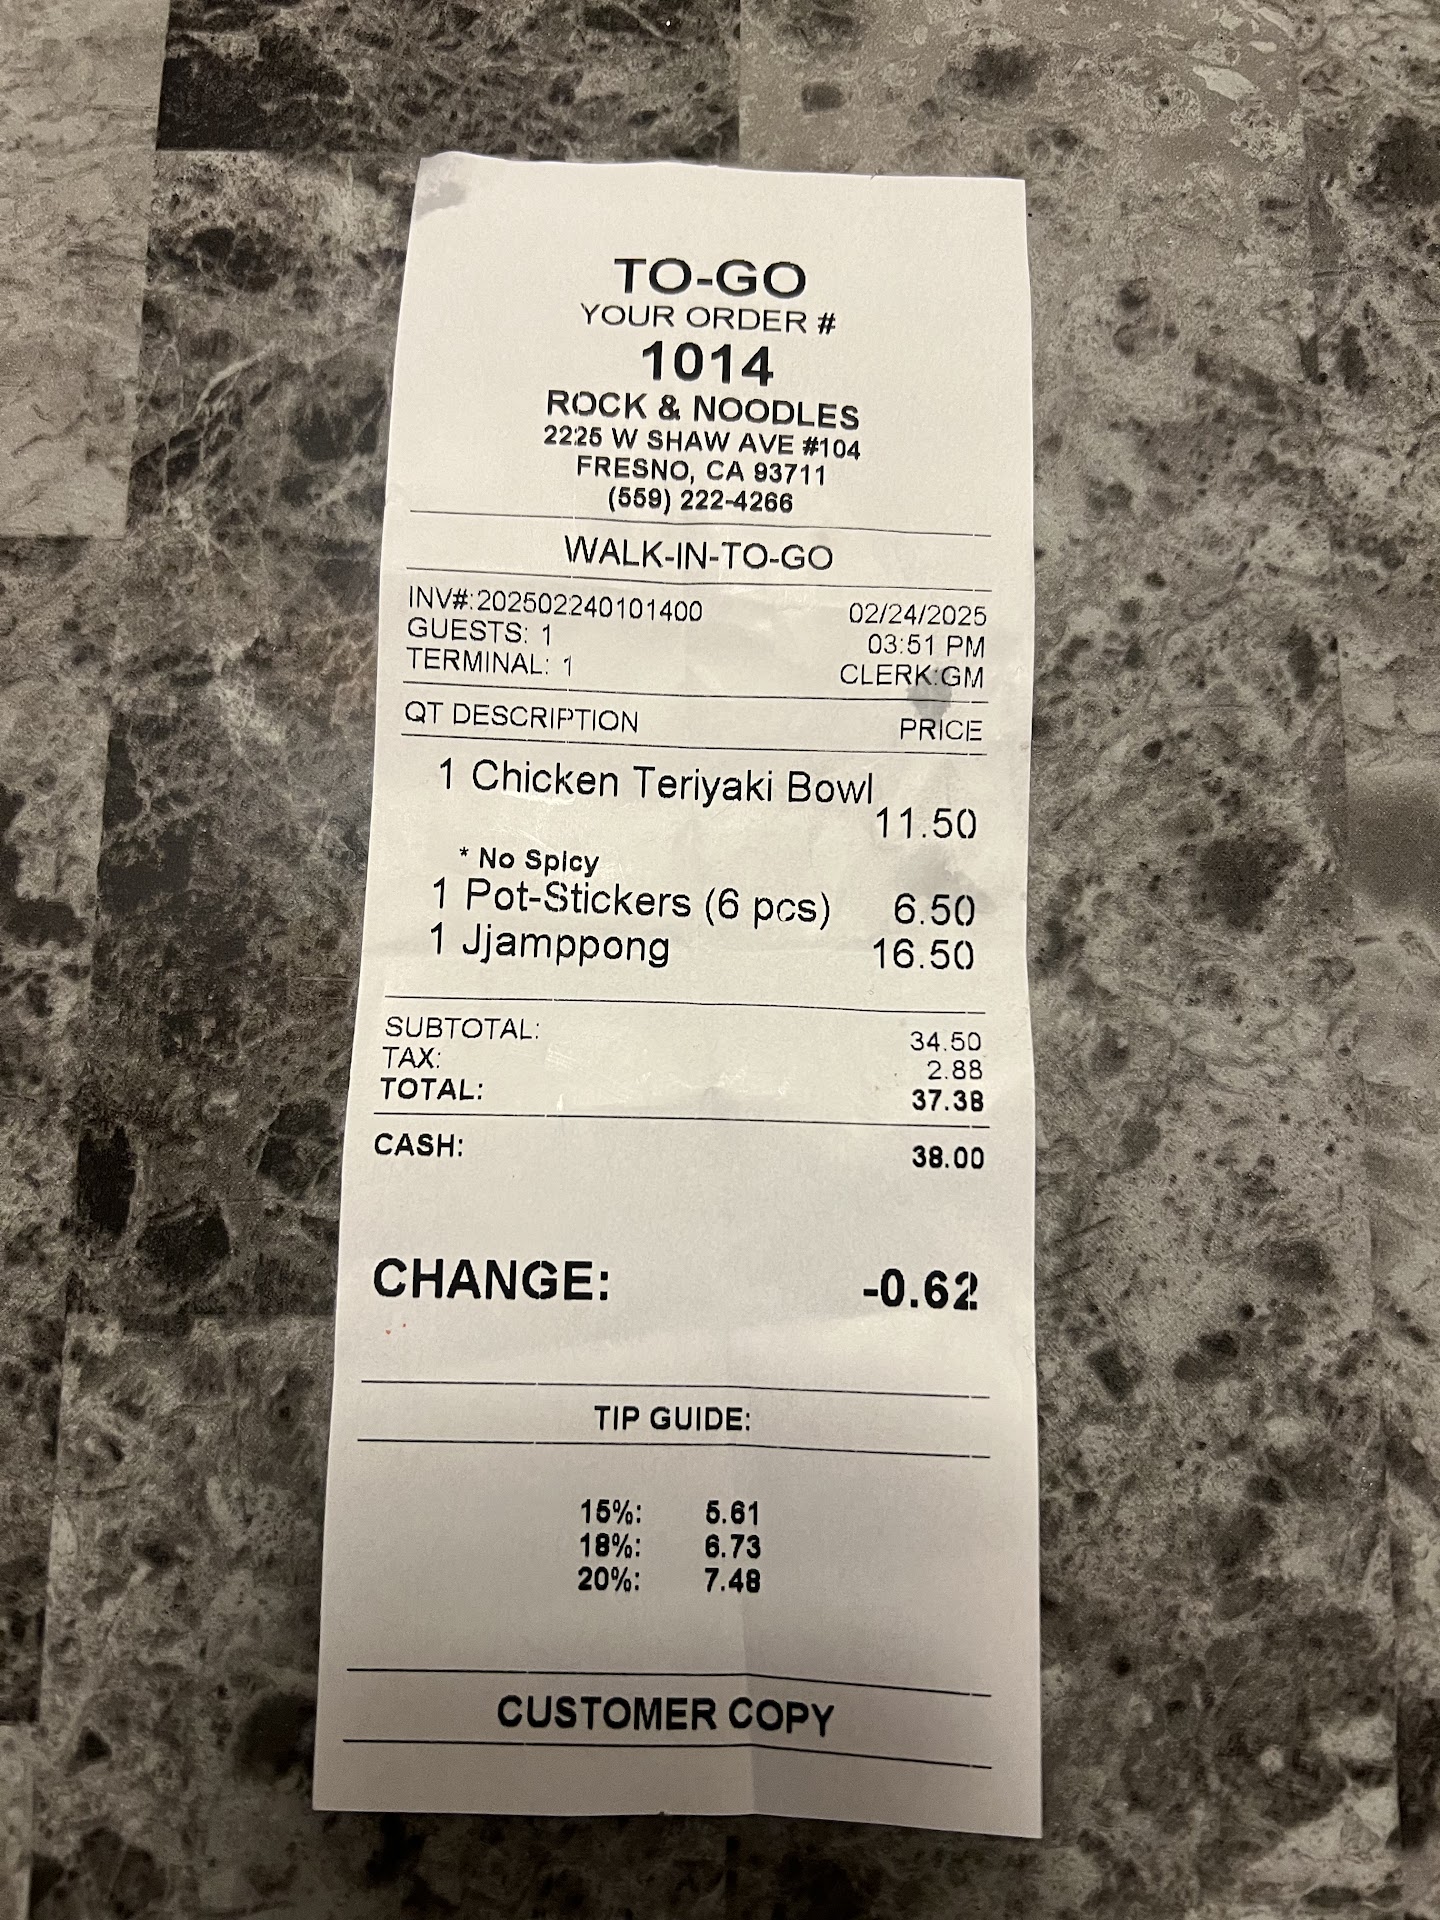 TO-GO
YOUR ORDER #
1014
ROCK & NOODLES
2225 W SHAW AVE #104
FRESNO, CA 93711
(559) 222-4266
WALK-IN-TO-GO
INV#:202502240101400 02/24/2025
GUESTS: 1 03:51 PM
TERMINAL: 1 CLERK:GM
QT DESCRIPTION PRICE
1 Chicken Teriyaki Bowl
11.50
* No Spicy
1 Pot-Stickers (6 pcs) 6.50
1 Jjamppong 16.50
SUBTOTAL: 34.50
TAX: 2.88
TOTAL: 37.38
CASH: 38.00
CHANGE: -0.62
TIP GUIDE:
15%: 5.61
18%: 6.73
20%: 7.48
CUSTOMER COPY